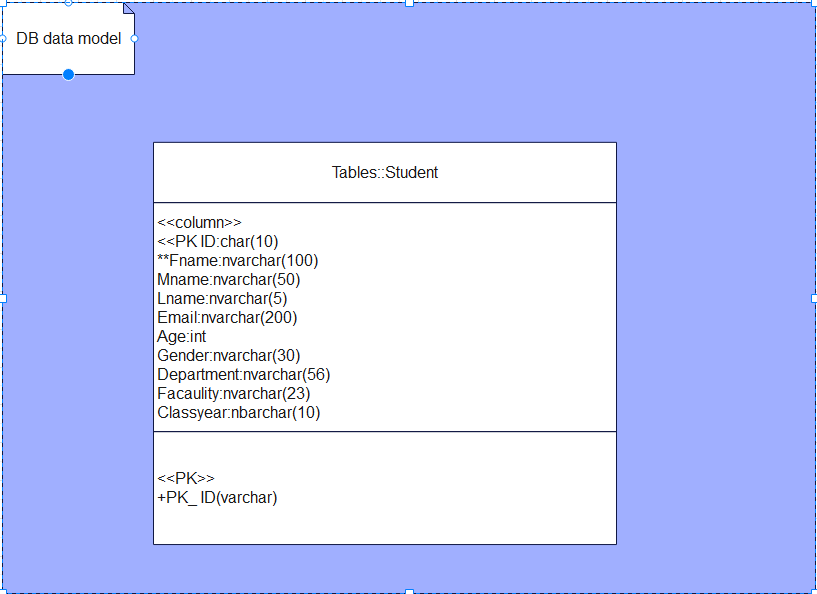 DB data model
Tables::Student
<<column>>
<<PK ID:char(10)
**Fname:nvarchar(100)
Mname:nvarchar(50)
Lname:nvarchar(5)
Email:nvarchar(200)
Age:int
Gender:nvarchar(30)
Department:nvarchar(56)
Facaulity:nvarchar(23)
Classyear:nbarchar(10)
<<PK>>
+PK_ ID(varchar)